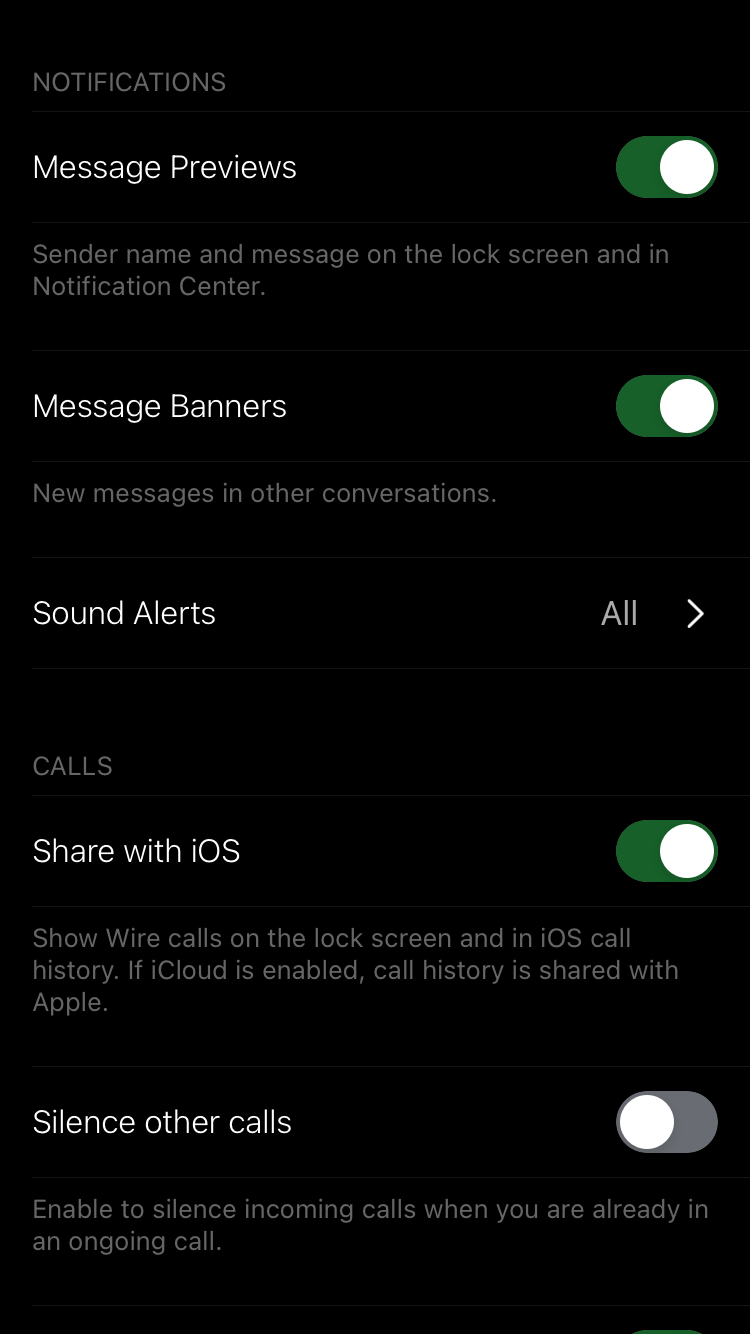 NOTIFICATIONS
Message Previews
Sender name and message on the lock screen and in
Notification Center.
Message Banners
New messages in other conversations.
Sound Alerts All
CALLS
Share with iOS
Show Wire calls on the lock screen and in iOS call
history. If iCloud is enabled, call history is shared with
Apple.
Silence other calls
Enable to silence incoming calls when you are already in
an ongoing call.